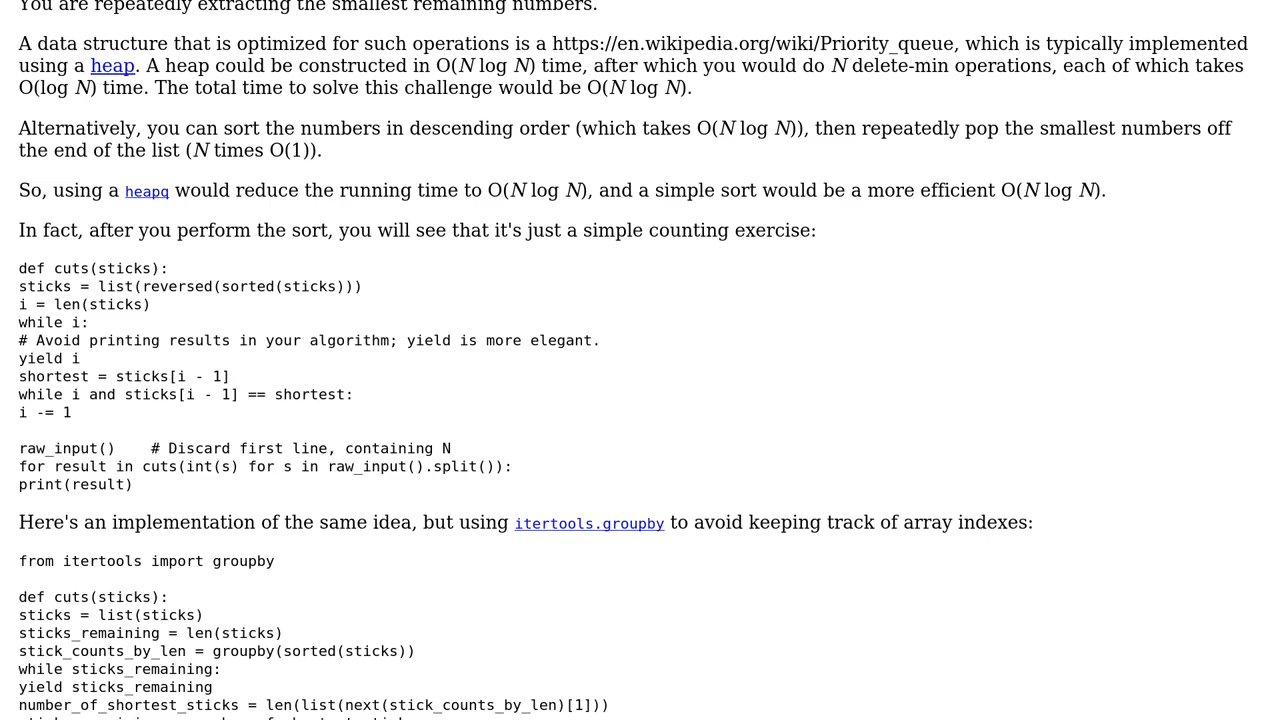 You are repeatedly extracting the smallest remaining numbers.
A data structure that is optimized for such operations is a https://en.wikipedia.org/wiki/Priority_queue, which is typically implemented
using a heap. A heap could be constructed in O(N log N) time, after which you would do N delete-min operations, each of which takes
O(log N) time. The total time to solve this challenge would be O(N log N).
Alternatively, you can sort the numbers in descending order (which takes O(N log N)), then repeatedly pop the smallest numbers off
the end of the list (N times O(1)).
So, using a heapq would reduce the running time to O(N log N), and a simple sort would be a more efficient O(N log N).
In fact, after you perform the sort, you will see that it's just a simple counting exercise:
def cuts(sticks):
sticks = list(reversed(sorted(sticks)))
i = len(sticks)
while i:
# Avoid printing results in your algorithm; yield is more elegant.
yield i
shortest = sticks[i - 1]
while i and sticks[i - 1] == shortest:
i -= 1
raw_input()    # Discard first line, containing N
for result in cuts(int(s) for s in raw_input().split()):
print(result)
Here's an implementation of the same idea, but using itertools.groupby to avoid keeping track of array indexes:
from itertools import groupby
def cuts(sticks):
sticks = list(sticks)
sticks_remaining = len(sticks)
stick_counts_by_len = groupby(sorted(sticks))
while sticks_remaining:
yield sticks_remaining
number_of_shortest_sticks = len(list(next(stick_counts_by_len)[1]))